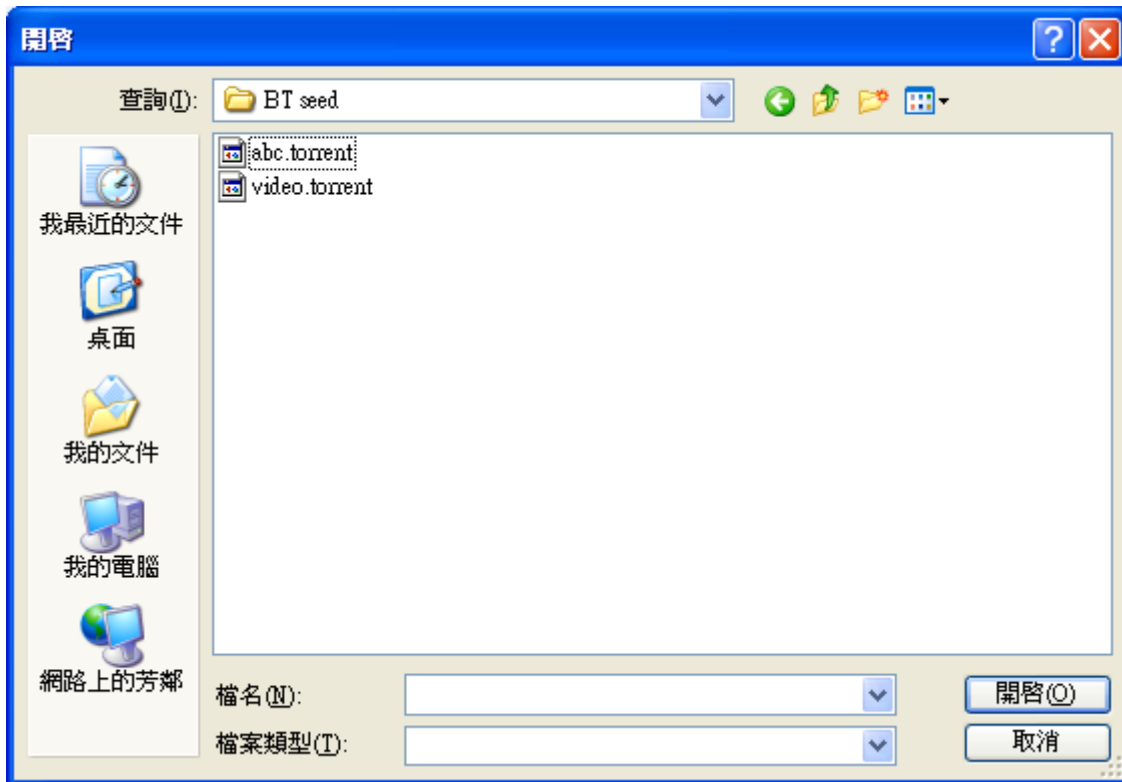 開啓
查詢(I):
BT seed
abc.torrent
video.torrent
我最近的文件
桌面
我的文件
我的電腦
網路上的芳鄰
檔名(N):
開啓(O)
檔案類型(T):
取消